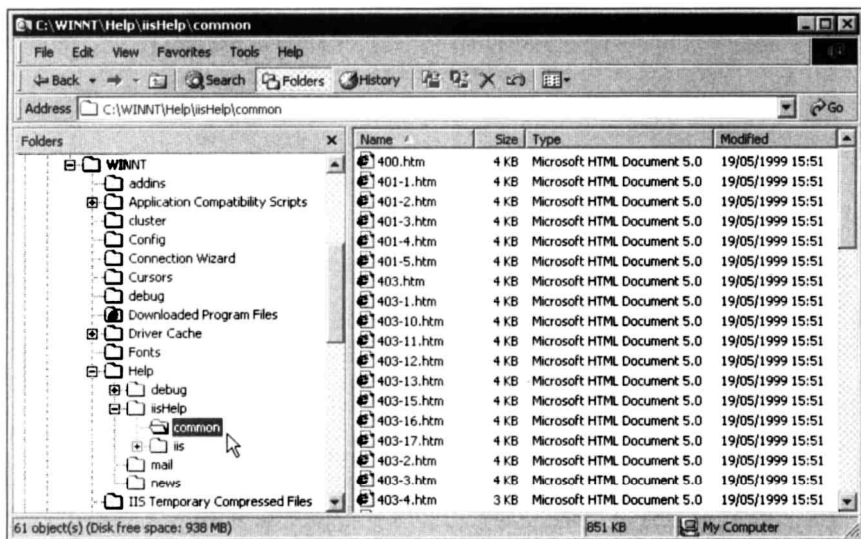 C:\WINNT\Help\iisHelp\common
File Edit View Favorites Tools Help
Back Search Folders History
Address C:\WINNT\Help\iisHelp\common Go
Folders
WINNT
addins
Application Compatibility Scripts
cluster
Config
Connection Wizard
Cursors
debug
Downloaded Program Files
Driver Cache
Fonts
Help
debug
iisHelp
common
iis
mail
news
IIS Temporary Compressed Files
Name Size Type Modified
400.htm 4 KB Microsoft HTML Document 5.0 19/05/1999 15:51
401-1.htm 4 KB Microsoft HTML Document 5.0 19/05/1999 15:51
401-2.htm 4 KB Microsoft HTML Document 5.0 19/05/1999 15:51
401-3.htm 4 KB Microsoft HTML Document 5.0 19/05/1999 15:51
401-4.htm 4 KB Microsoft HTML Document 5.0 19/05/1999 15:51
401-5.htm 4 KB Microsoft HTML Document 5.0 19/05/1999 15:51
403.htm 4 KB Microsoft HTML Document 5.0 19/05/1999 15:51
403-1.htm 4 KB Microsoft HTML Document 5.0 19/05/1999 15:51
403-10.htm 4 KB Microsoft HTML Document 5.0 19/05/1999 15:51
403-11.htm 4 KB Microsoft HTML Document 5.0 19/05/1999 15:51
403-12.htm 4 KB Microsoft HTML Document 5.0 19/05/1999 15:51
403-13.htm 4 KB Microsoft HTML Document 5.0 19/05/1999 15:51
403-15.htm 4 KB Microsoft HTML Document 5.0 19/05/1999 15:51
403-16.htm 4 KB Microsoft HTML Document 5.0 19/05/1999 15:51
403-17.htm 4 KB Microsoft HTML Document 5.0 19/05/1999 15:51
403-2.htm 4 KB Microsoft HTML Document 5.0 19/05/1999 15:51
403-3.htm 4 KB Microsoft HTML Document 5.0 19/05/1999 15:51
403-4.htm 3 KB Microsoft HTML Document 5.0 19/05/1999 15:51
61 object(s) (Disk free space: 938 MB) 851 KB My Computer